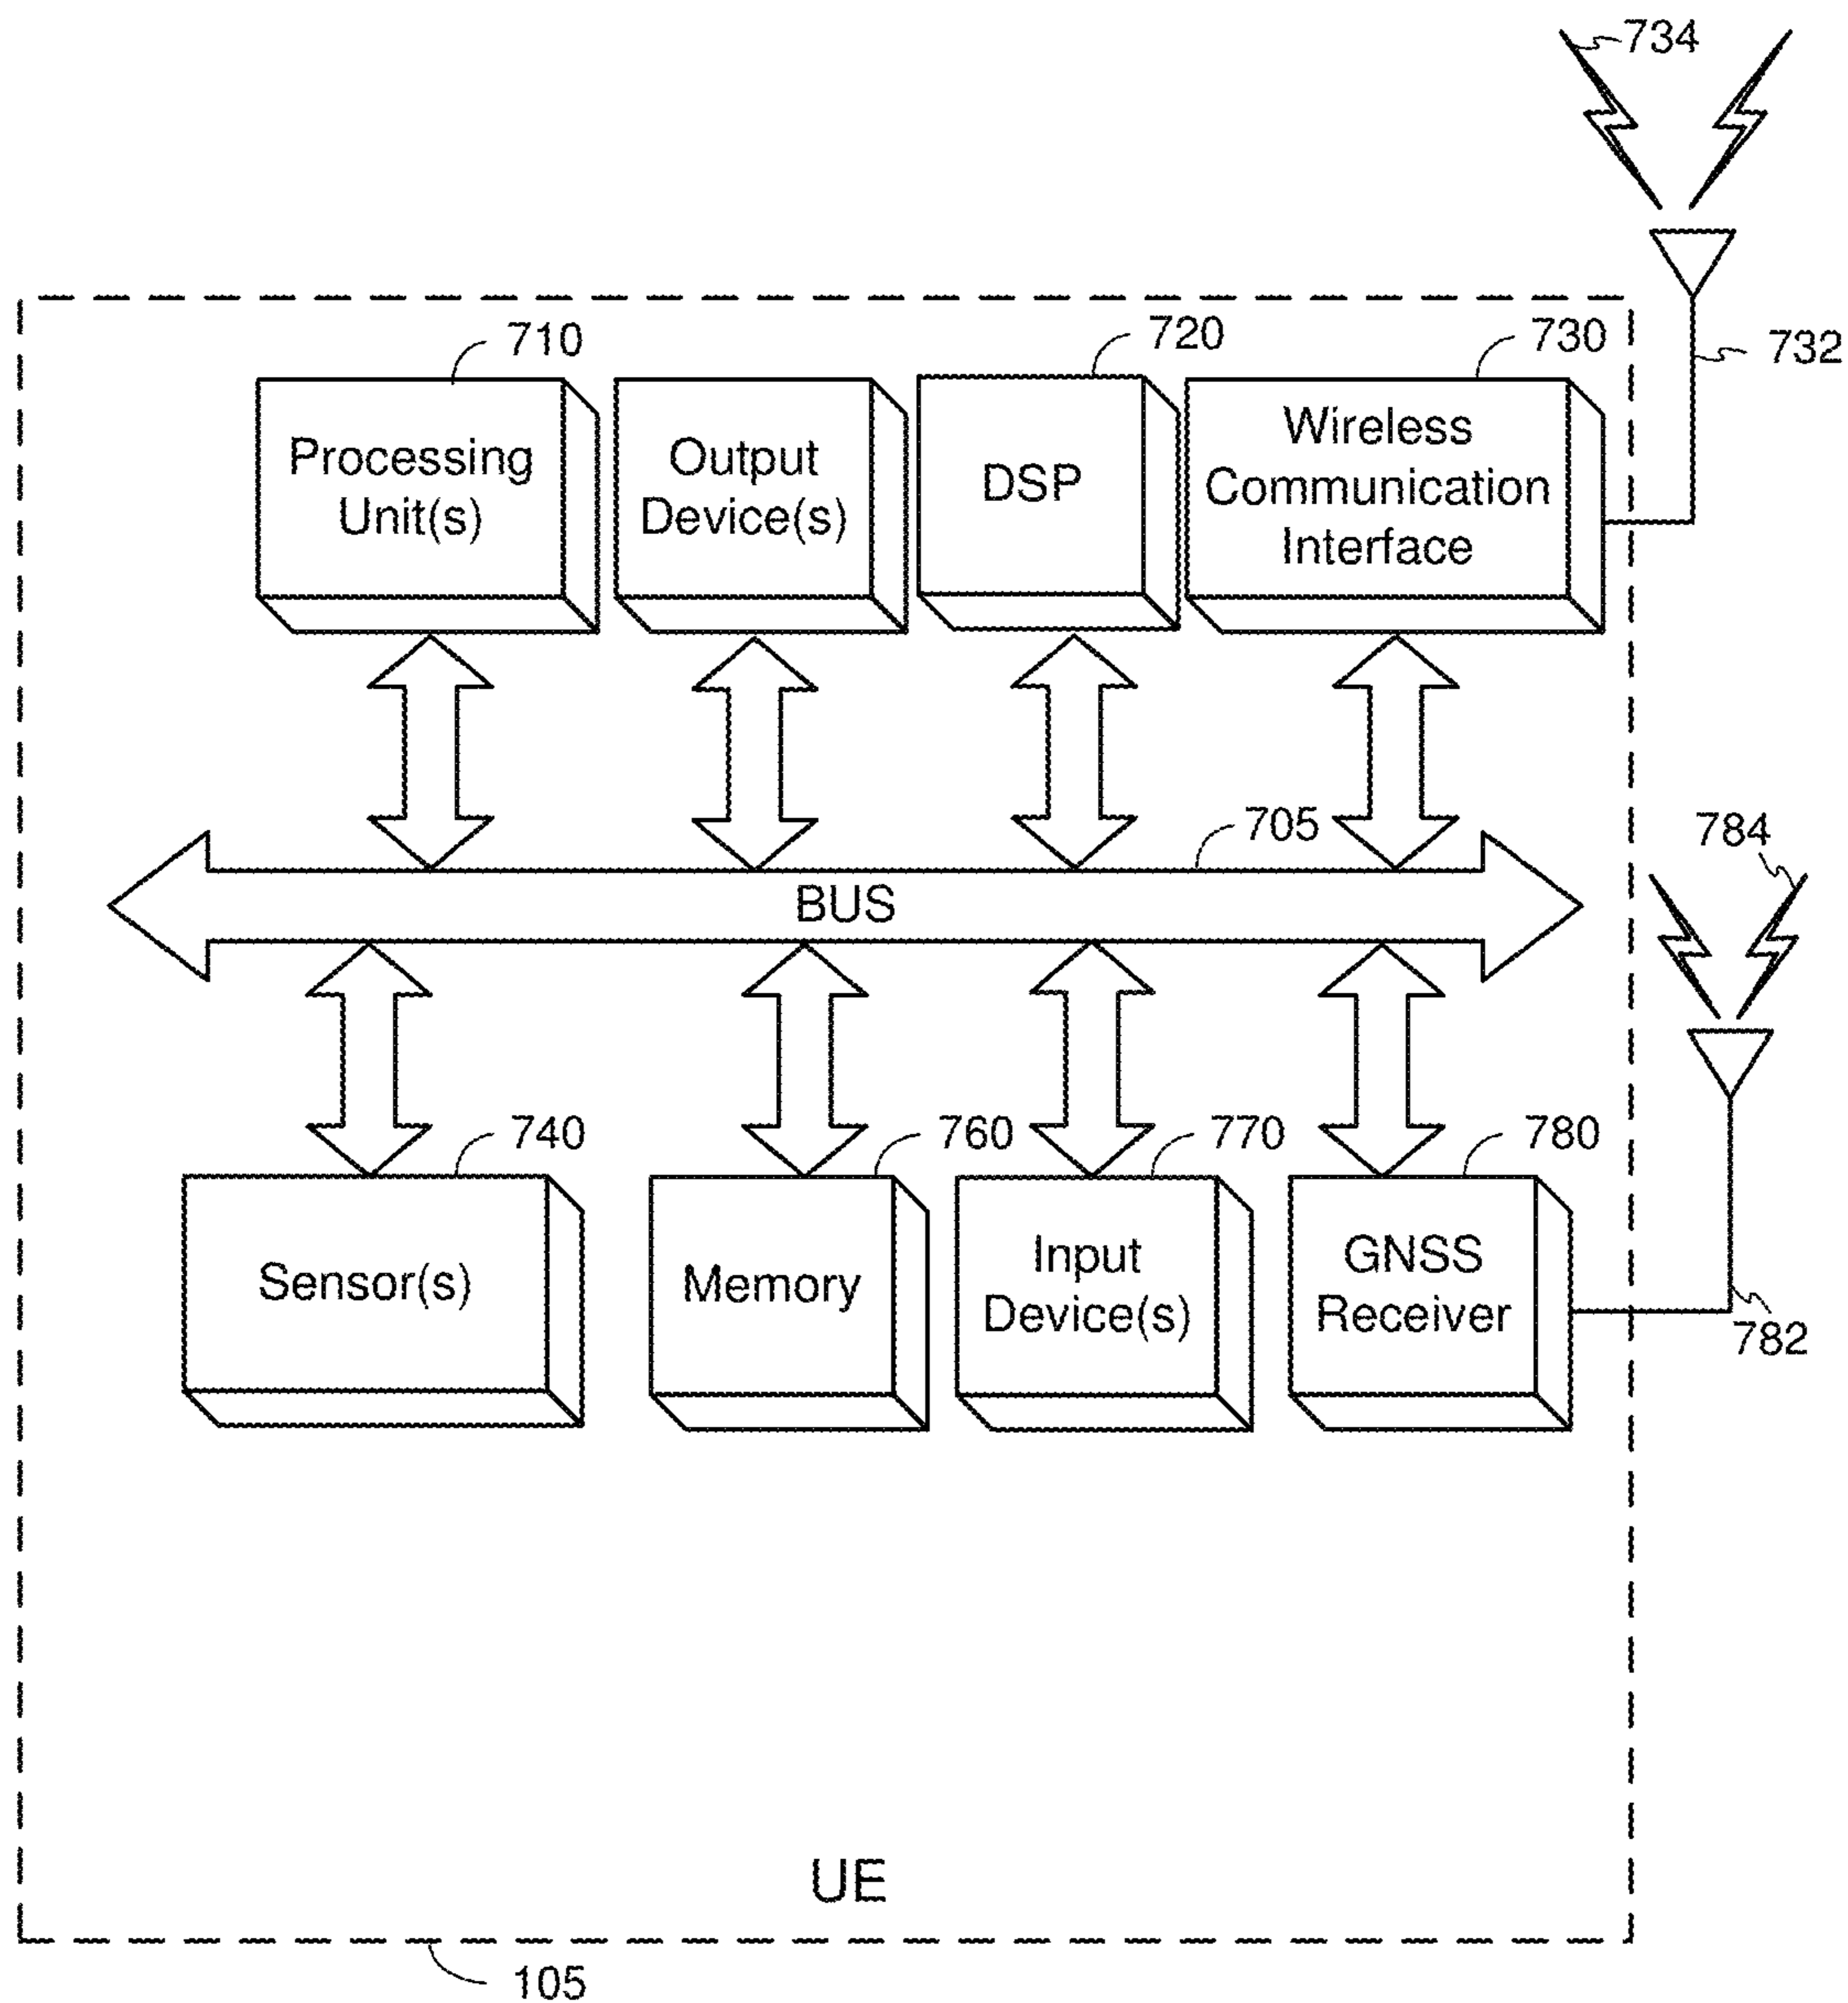 734
710
720
730
732
Processing
Unit(s)
Output
Device(s)
DSP
Wireless
Communication
Interface
705
784
BUS
740
760
770
780
Sensor(s)
Memory
Input
Device(s)
GNSS
Receiver
782
UE
105